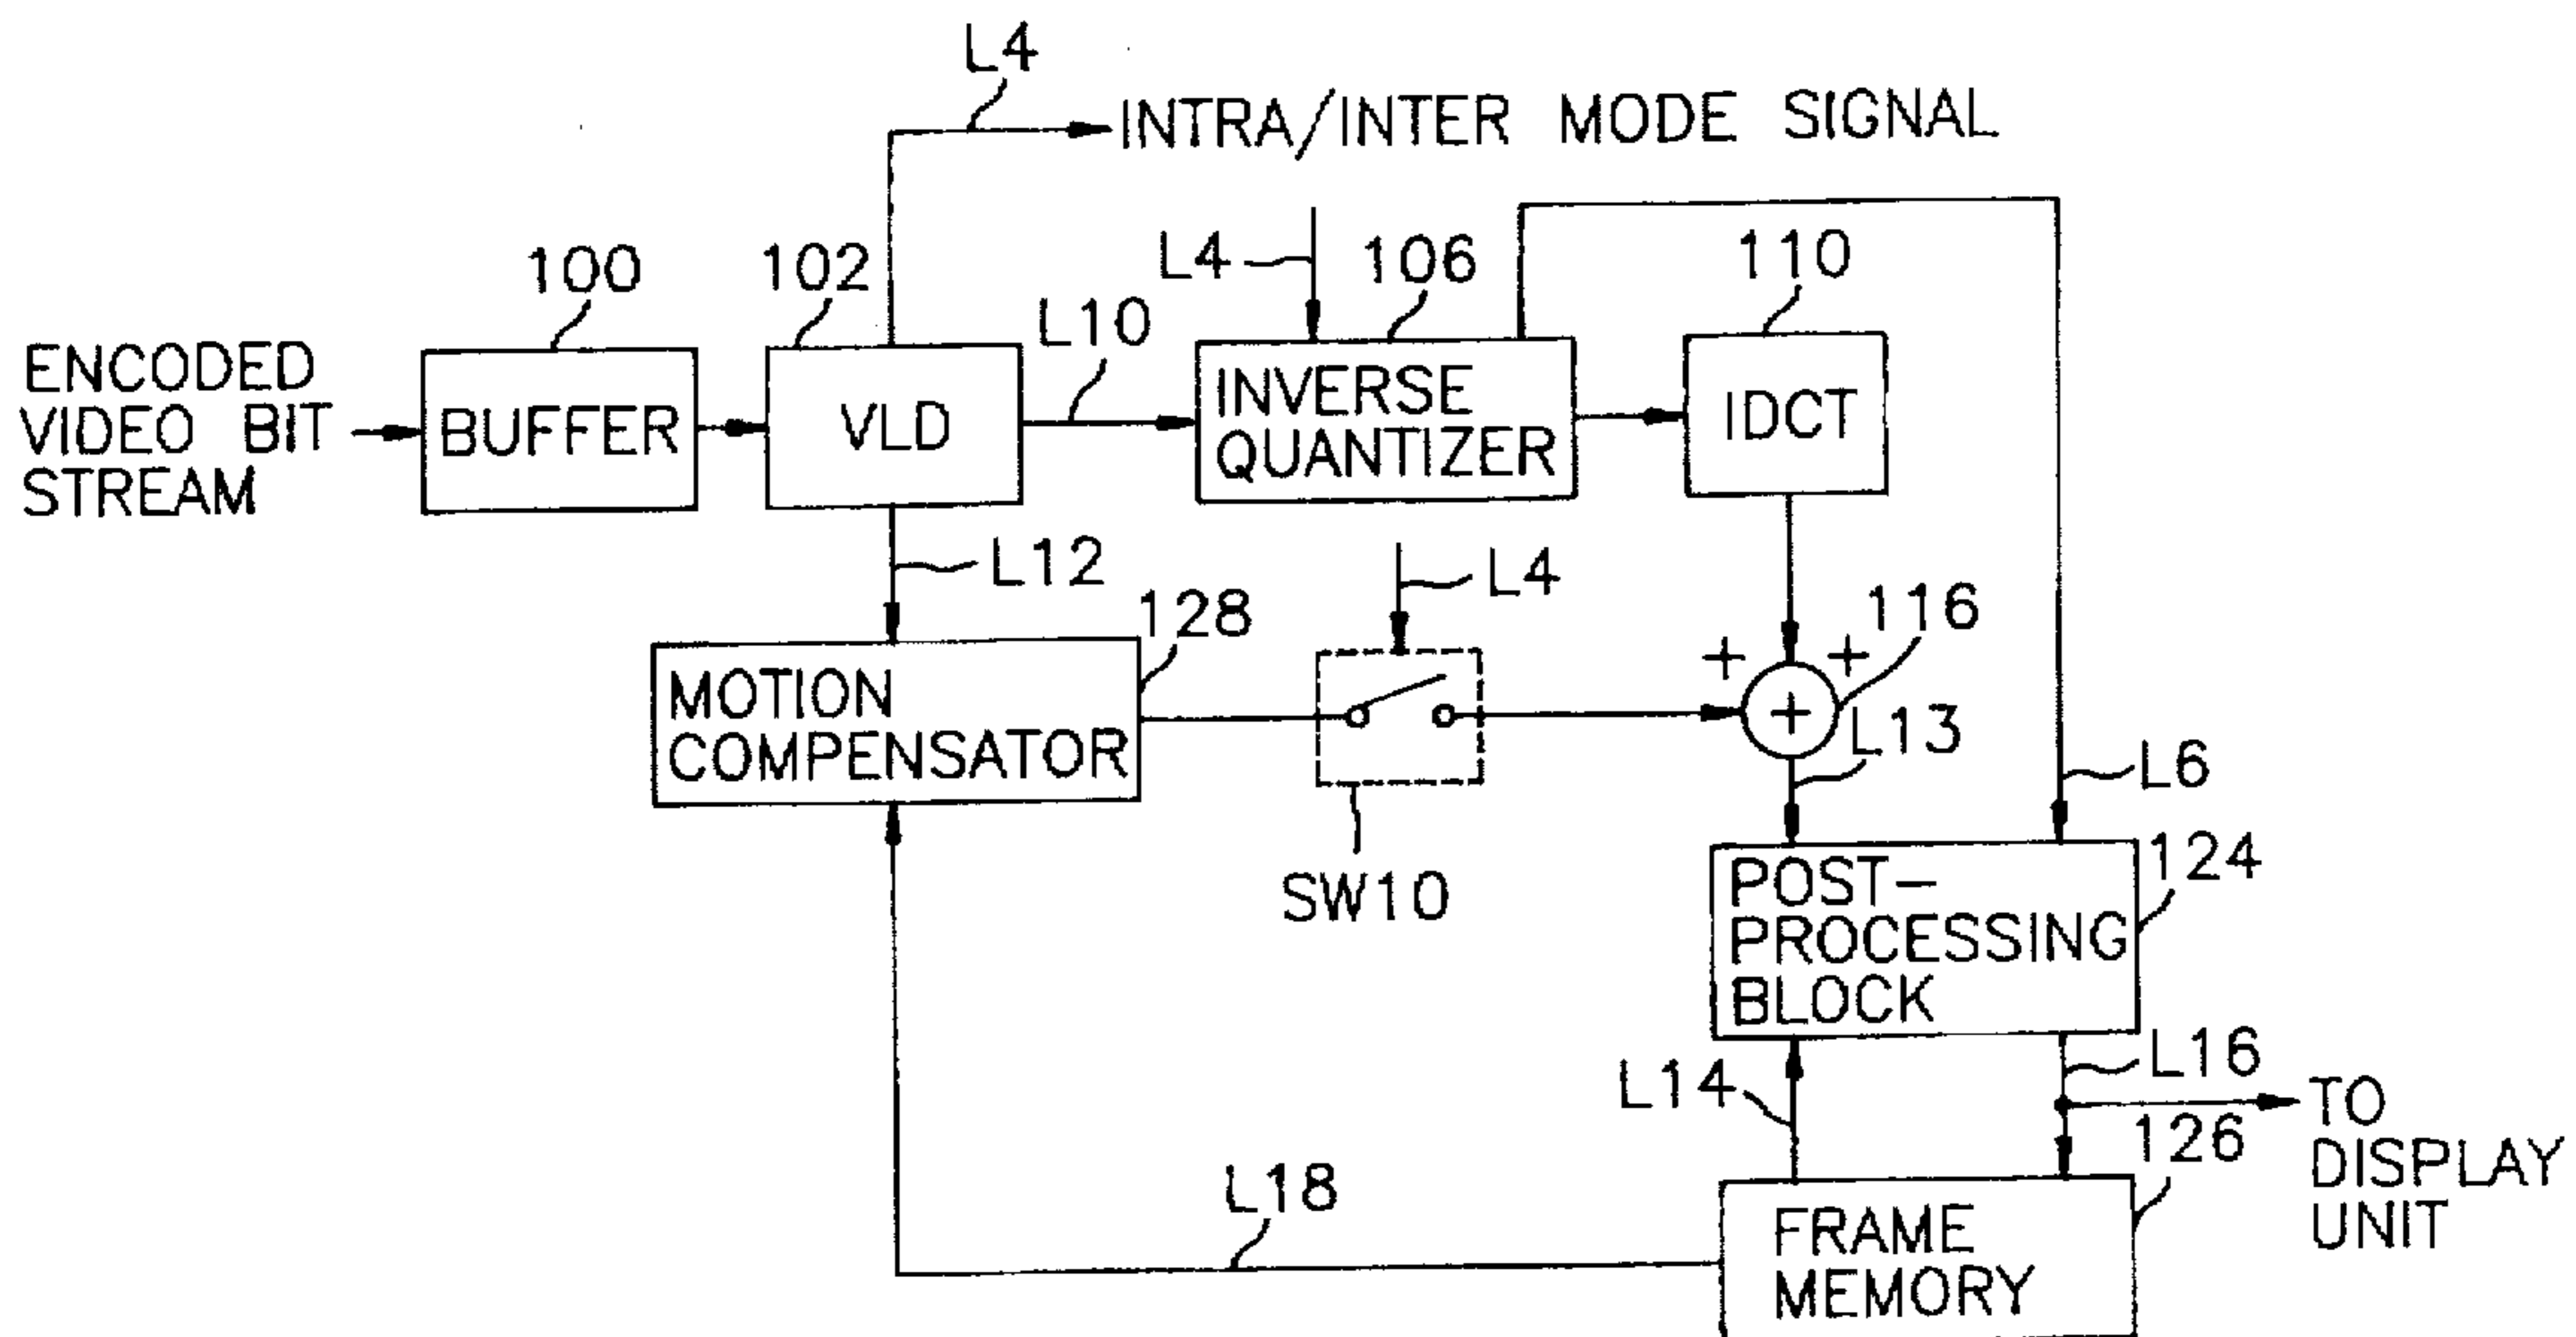 L4
INTRA/INTER MODE SIGNAL
100
102
L4
106
110
L10
ENCODED
VIDEO BIT
STREAM
BUFFER
VLD
INVERSE
QUANTIZER
IDCT
L12
L4
128
116
MOTION
COMPENSATOR
+ +
+
L13
L6
SW10
124
POST-
PROCESSING
BLOCK
L14
L16
TO
DISPLAY
UNIT
126
L18
FRAME
MEMORY